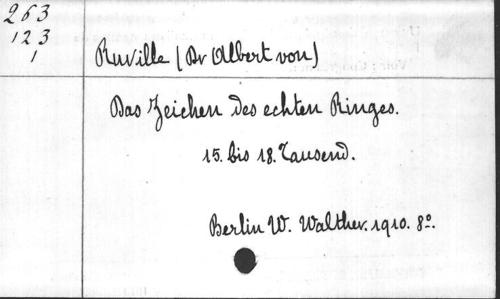 263
123
1
Ruville (Dr Albert von)
Das Zeichen des echten Ringes.
15. bis 18. Tausend.
Berlin W. Walther. 1910. 8º.